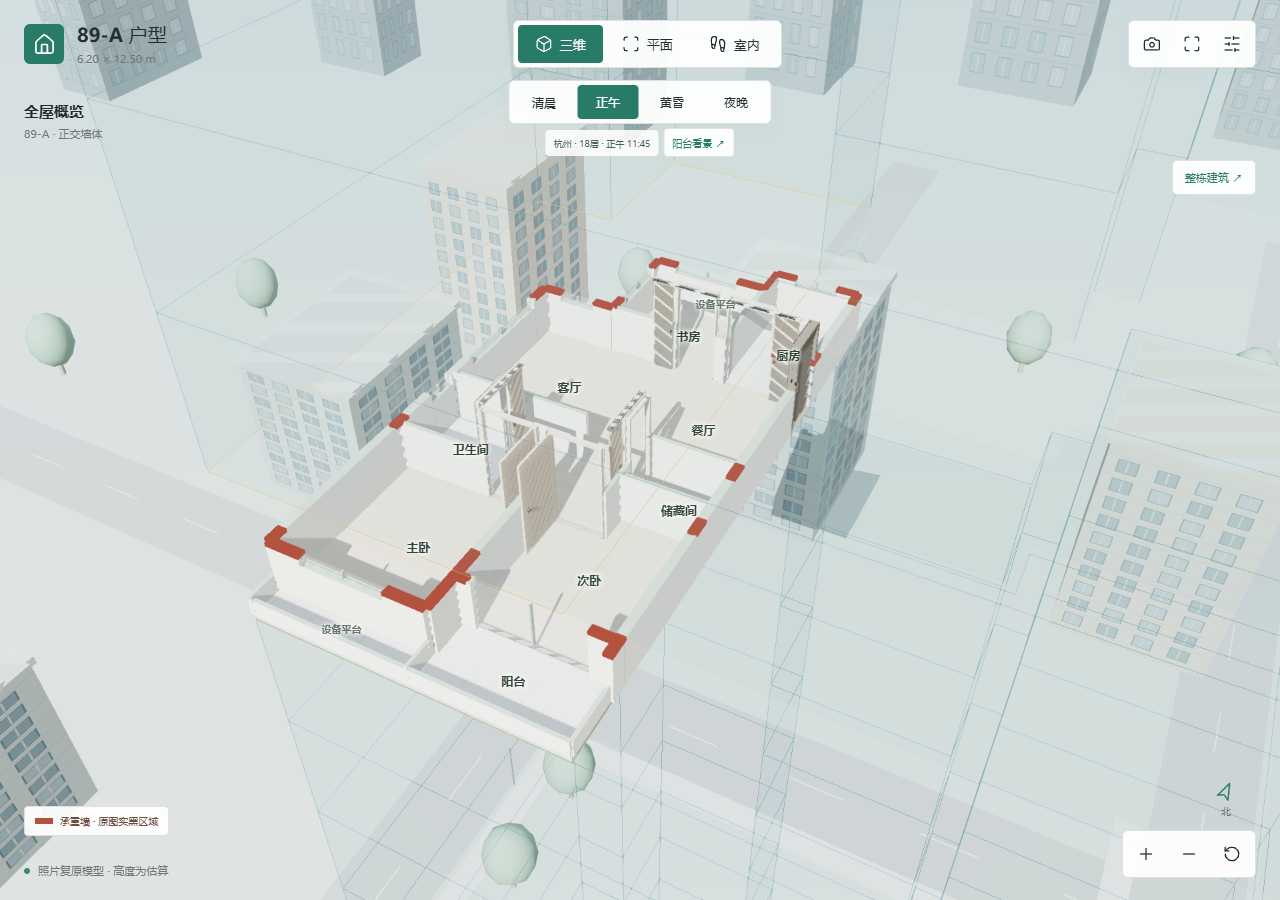 89-A 户型
6.20 × 12.50 m
三维
平面
室内
清晨
正午
黄昏
夜晚
全屋概览
89-A · 正交墙体
杭州 · 18层 · 正午 11:45
阳台看景 ↗
整栋建筑 ↗
设备平台
书房
厨房
客厅
餐厅
卫生间
储藏间
主卧
次卧
设备平台
阳台
北
承重墙 · 原图实黑区域
照片复原模型 · 高度为估算